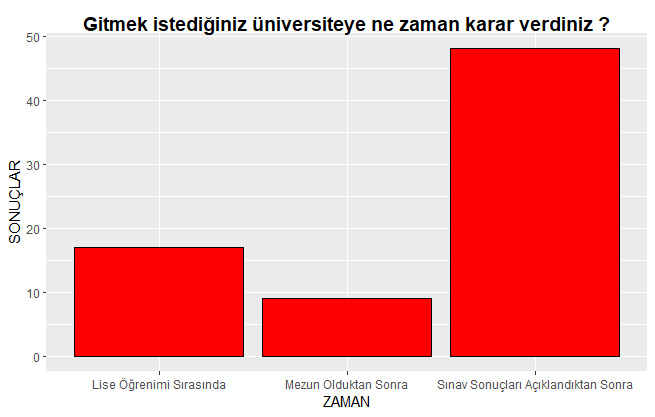 Gitmek istediğiniz üniversiteye ne zaman karar verdiniz ?
SONUÇLAR
50
40
30
20
10
0
Lise Öğrenimi Sırasında
Mezun Olduktan Sonra
Sınav Sonuçları Açıklandıktan Sonra
ZAMAN